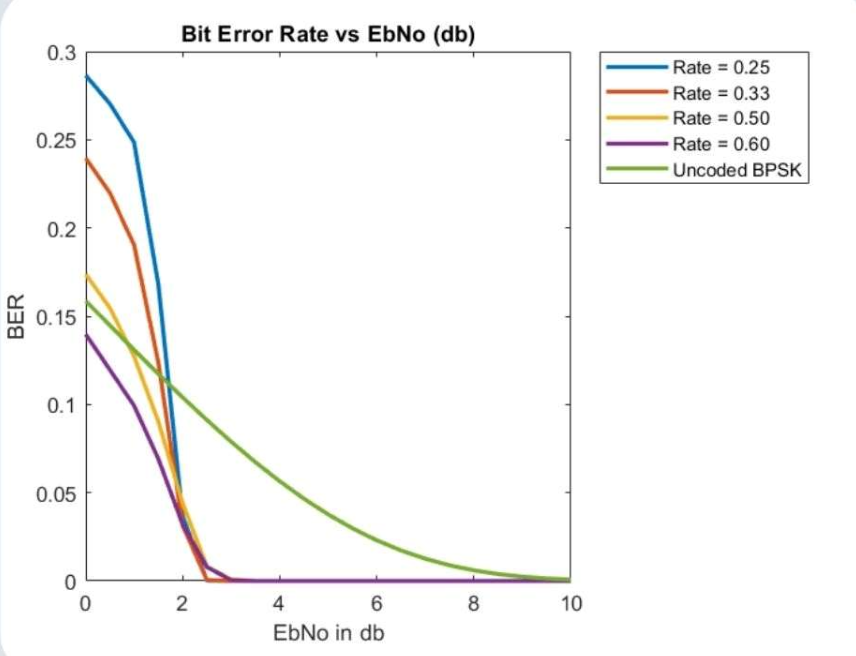 Bit Error Rate vs EbNo (db)
0.3
0.25
0.2
0.15
0.1
0.05
0
BER
0 2 4 6 8 10
EbNo in db
Rate = 0.25
Rate = 0.33
Rate = 0.50
Rate = 0.60
Uncoded BPSK